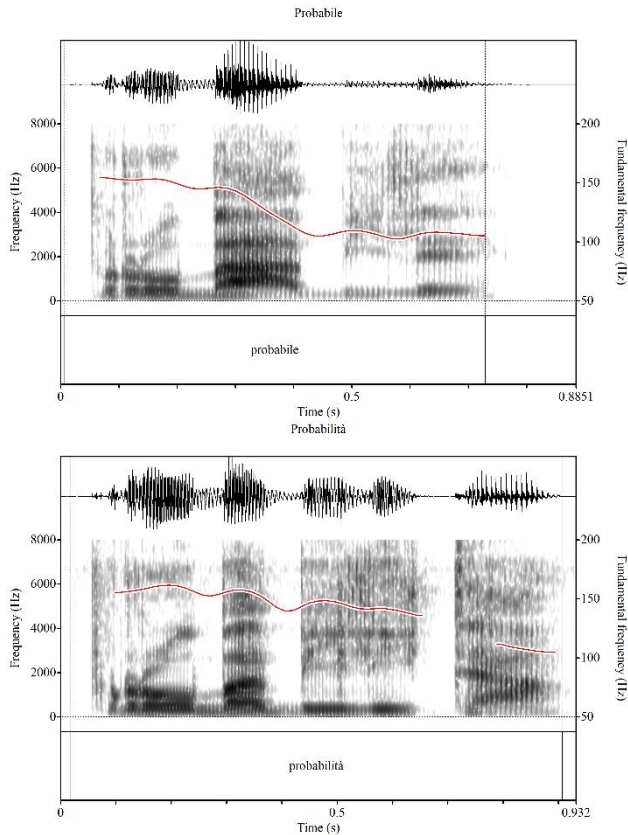 Probabile
8000
6000
4000
2000
0
Frequency (Hz)
200
150
100
50
Fundamental frequency (Hz)
probabile
0
0.5
0.8851
Time (s)
Probabilità
8000
6000
4000
2000
0
Frequency (Hz)
200
150
100
50
Fundamental frequency (Hz)
probabilità
0
0.5
0.932
Time (s)